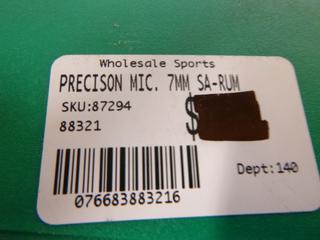 Wholesale Sports
PRECISON MIC. 7MM SA-RUM
SKU:87294
$
88321
Dept:140
076683883216